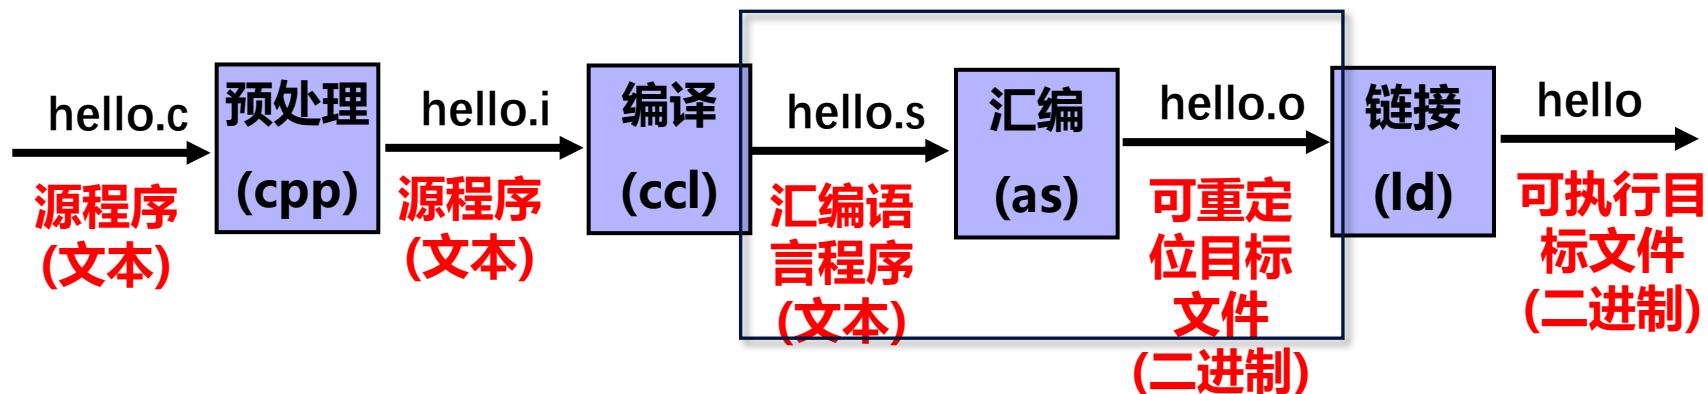 hello.c
源程序
(文本)
预处理
(cpp)
hello.i
源程序
(文本)
编译
(ccl)
hello.s
汇编语
言程序
(文本)
汇编
(as)
hello.o
可重定
位目标
文件
(二进制)
链接
(ld)
hello
可执行目
标文件
(二进制)